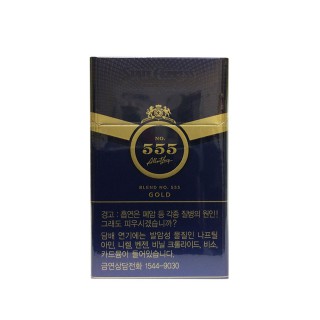 NO.
555
BLEND NO. 555
GOLD
경고 : 흡연은 폐암 등 각종 질병의 원인!
그래도 피우시겠습니까?
담배 연기에는 발암성 물질인 나프틸
아민, 니켈, 벤젠, 비닐 크롤라이드, 비소,
카드뮴이 들어있습니다.
금연상담전화 1544-9030